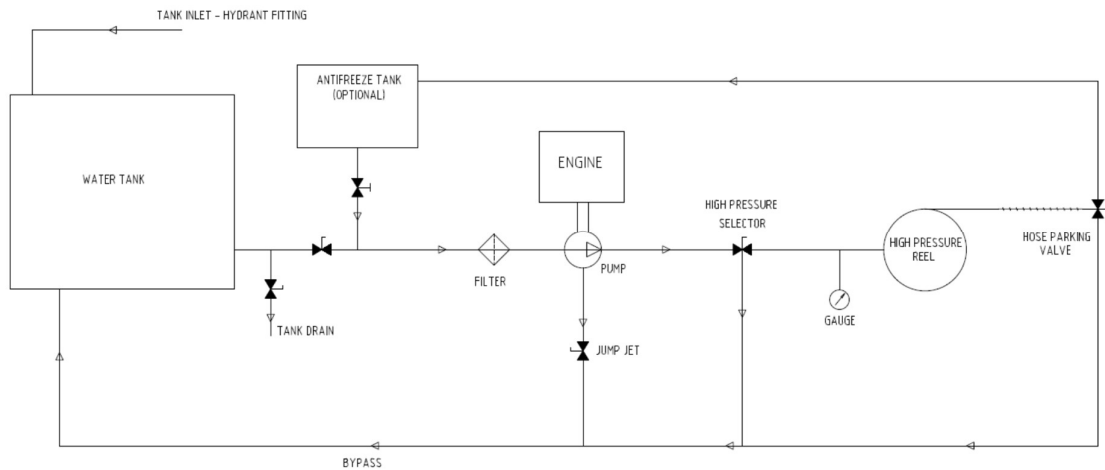 TANK INLET - HYDRANT FITTING
ANTIFREEZE TANK
(OPTIONAL)
WATER TANK
ENGINE
HIGH PRESSURE
SELECTOR
HIGH PRESSURE
REEL
HOSE PARKING
VALVE
FILTER
PUMP
GAUGE
TANK DRAIN
JUMP JET
BYPASS